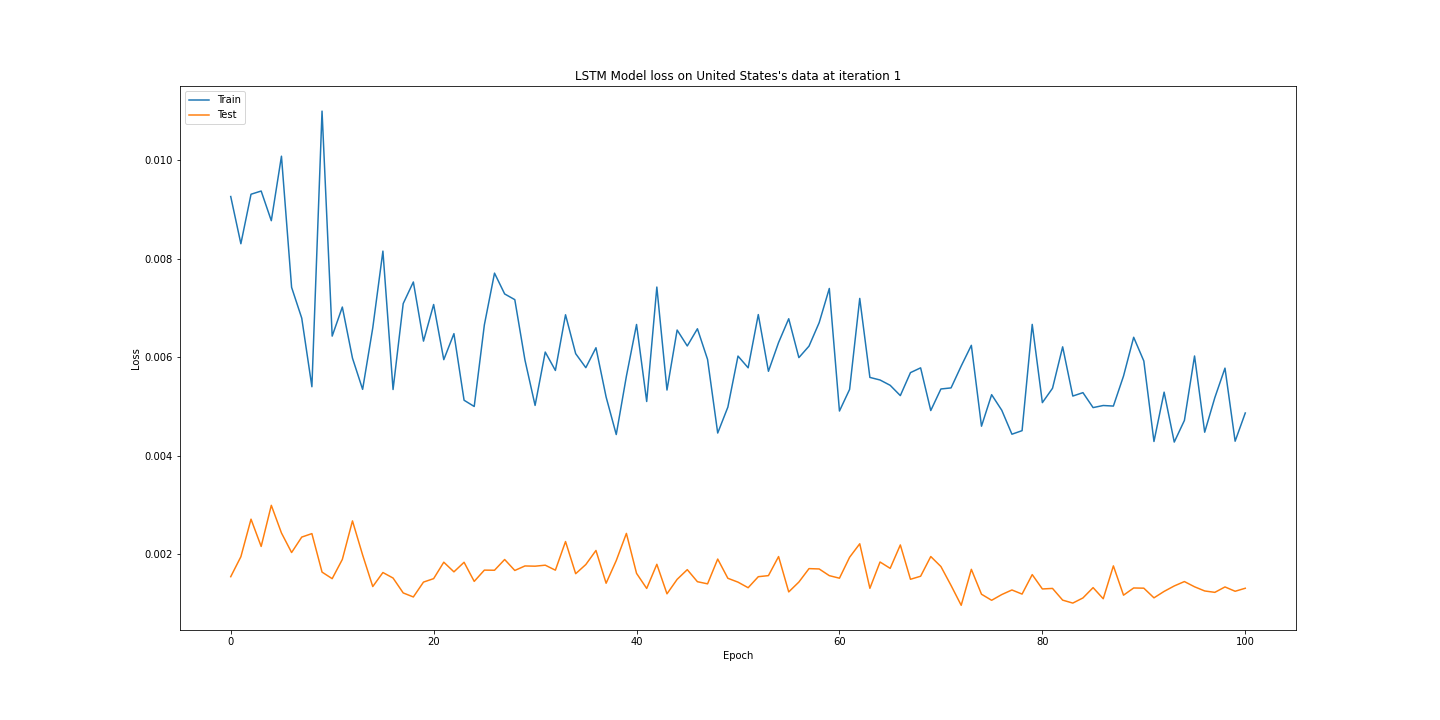 LSTM Model loss on United States's data at iteration 1
Train
Test
0.010
0.008
0.006
0.004
0.002
Loss
0 20 40 60 80 100
Epoch